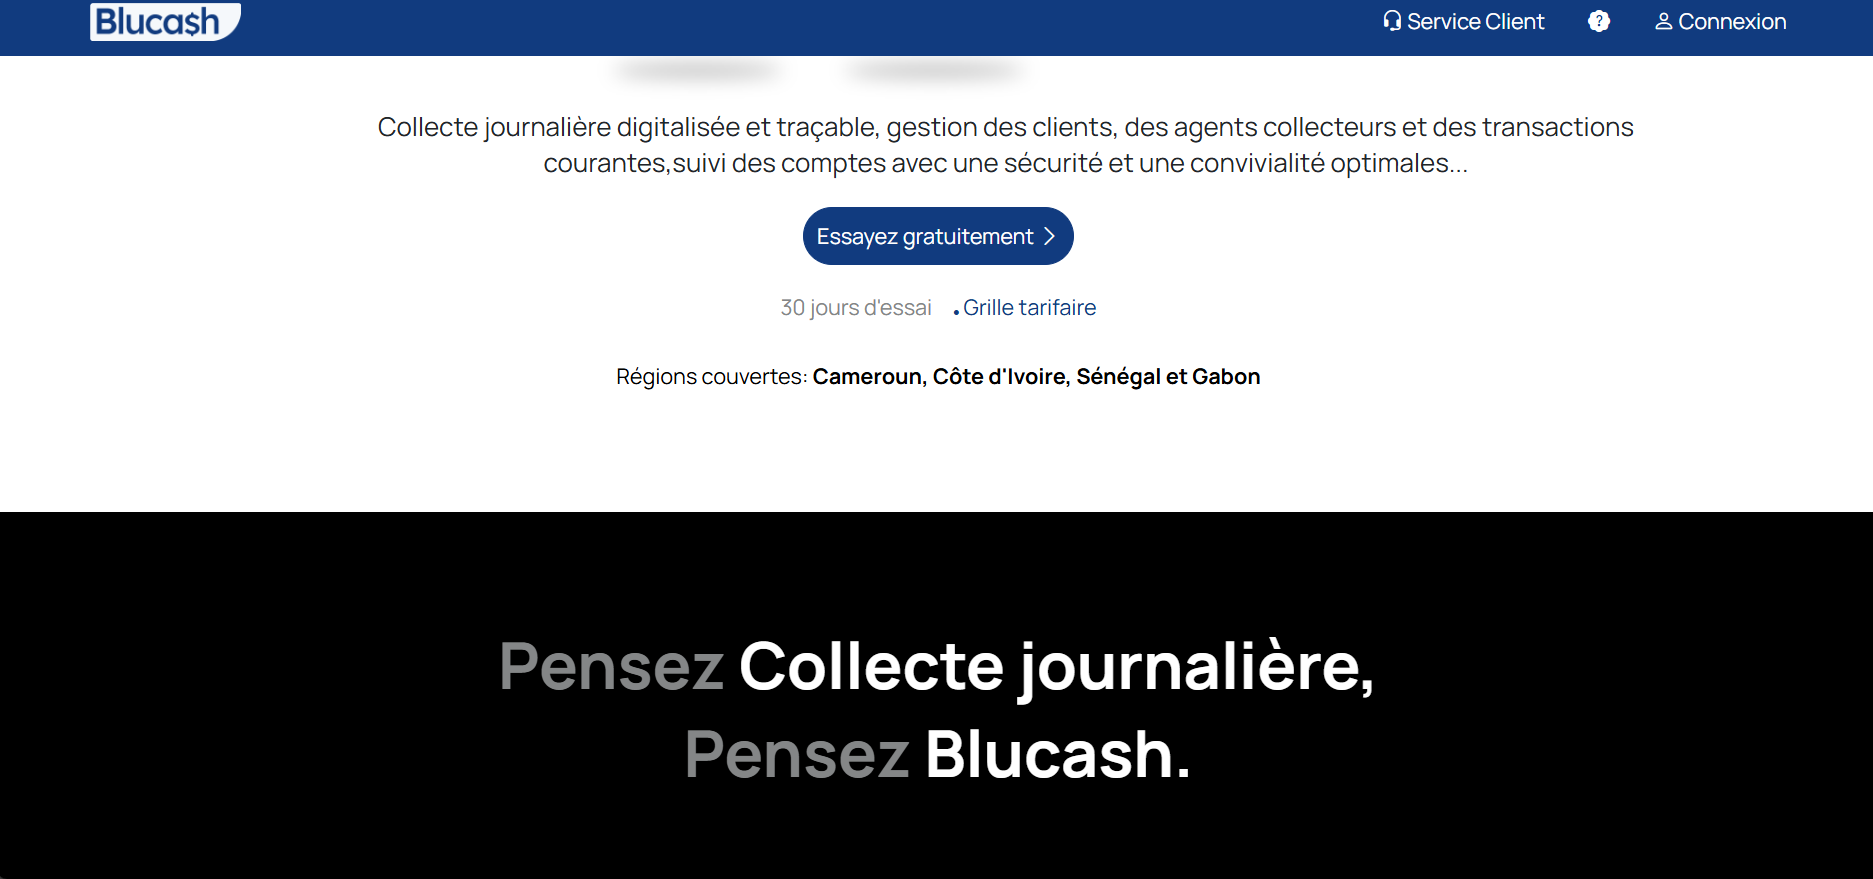 Bluca$h
Service Client
?
Connexion
Collecte journalière digitalisée et traçable, gestion des clients, des agents collecteurs et des transactions
courantes,suivi des comptes avec une sécurité et une convivialité optimales...
Essayez gratuitement
30 jours d'essai
Grille tarifaire
Régions couvertes: Cameroun, Côte d'Ivoire, Sénégal et Gabon
Pensez Collecte journalière,
Pensez Blucash.